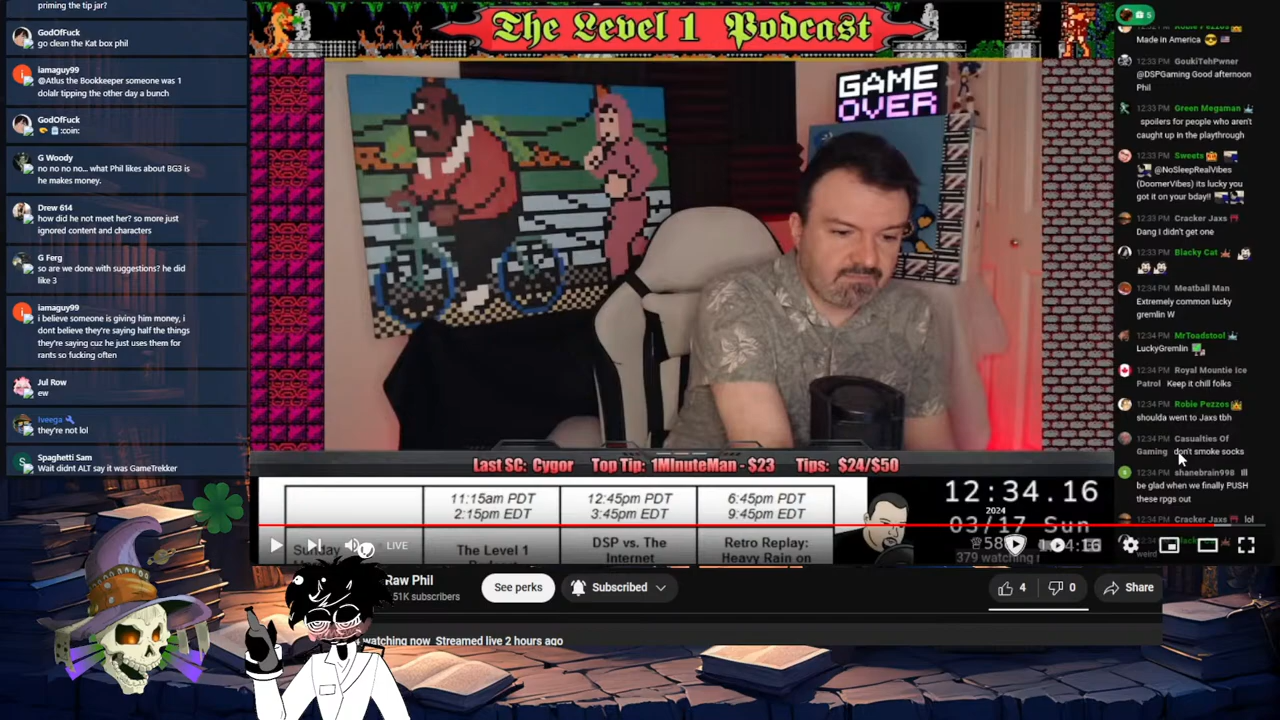 priming the tip jar?
GodOfFuck
go clean the Kat box phil
iamaguy99
@Atlus the Bookkeeper someone was 1
dolalr tipping the other day a bunch
GodOfFuck
:coin:
G Woody
no no no no... what Phil likes about BG3 is
he makes money.
Drew 614
how did he not meet her? so more just
ignored content and characters
G Ferg
so are we done with suggestions? he did
like 3
iamaguy99
i believe someone is giving him money, i
dont believe they're saying half the things
they're saying cuz he just uses them for
rants so fucking often
Jul Row
ew
Iveega
they're not lol
Spaghetti Sam
Wait didnt ALT say it was GameTrekker
The Level 1 Podcast
GAME
OVER
Last SC: Cygor Top Tip: 1MinuteMan - $23 Tips: $24/$50
11:15am PDT
2:15pm EDT
12:45pm PDT
3:45pm EDT
6:45pm PDT
9:45pm EDT
Sunday
The Level 1
DSP vs. The
Internet
Retro Replay:
Heavy Rain on
12:34.16
2024
03/17 Sun
379 watching
LIVE
Raw Phil
51K subscribers
See perks
Subscribed
4
0
Share
watching now Streamed live 2 hours ago
5
Made in America
12:33 PM GoukiTehPwner
@DSPGaming Good afternoon
Phil
12:33 PM Green Megaman
spoilers for people who aren't
caught up in the playthrough
12:33 PM Sweets
@NoSleepRealVibes
(DoomerVibes) its lucky you
got it on your bday!!
12:33 PM Cracker Jaxs
Dang I didn't get one
12:33 PM Blacky Cat
12:34 PM Meatball Man
Extremely common lucky
gremlin W
12:34 PM MrToadstool
LuckyGremlin
12:34 PM Royal Mountie Ice
Patrol Keep it chill folks
12:34 PM Robie Pezzos
shoulda went to Jaxs tbh
12:34 PM Casualties Of
Gaming don't smoke socks
12:34 PM shanebrain998 Ill
be glad when we finally PUSH
these rpgs out
12:34 PM Cracker Jaxs lol
weird